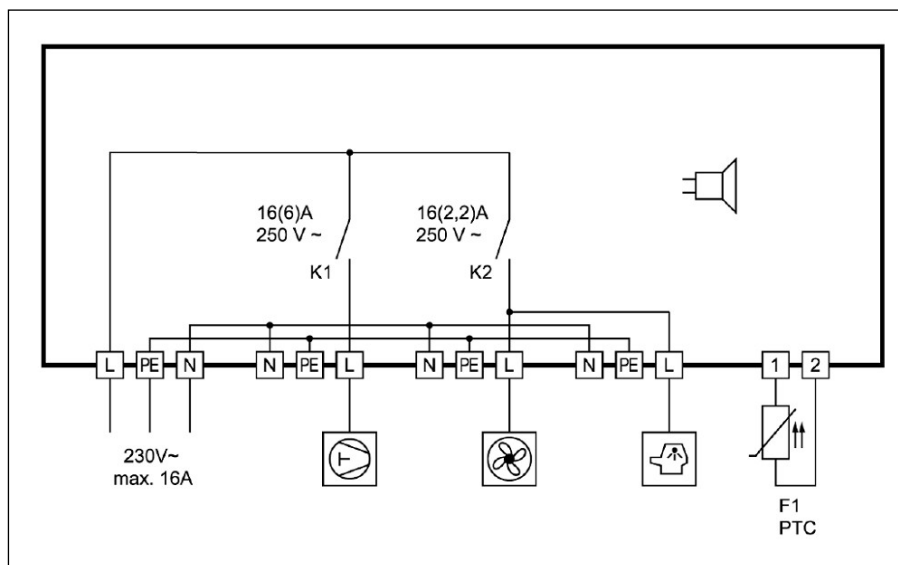 16(6)A
250 V ~
K1
16(2,2)A
250 V ~
K2
L PE N N PE L N PE L N PE L 1 2
230V~
max. 16A
F1
PTC